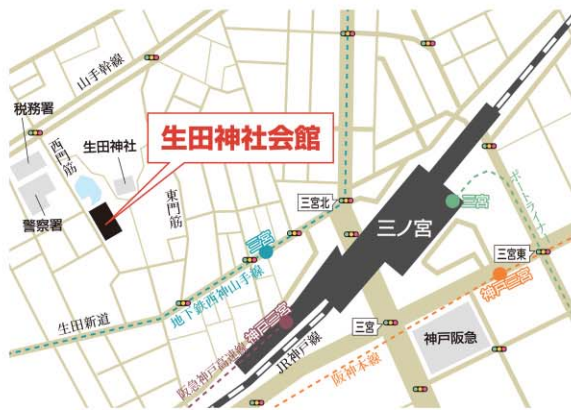 山手幹線
税務署
西門筋
生田神社
生田神社会館
東門筋
警察署
三宮北
三ノ宮
三宮
ポートライナー
三宮
三宮東
地下鉄西神山手線
生田新道
神戸三宮
神戸三宮
三宮
阪急神戸高速線
JR神戸線
阪神本線
神戸阪急